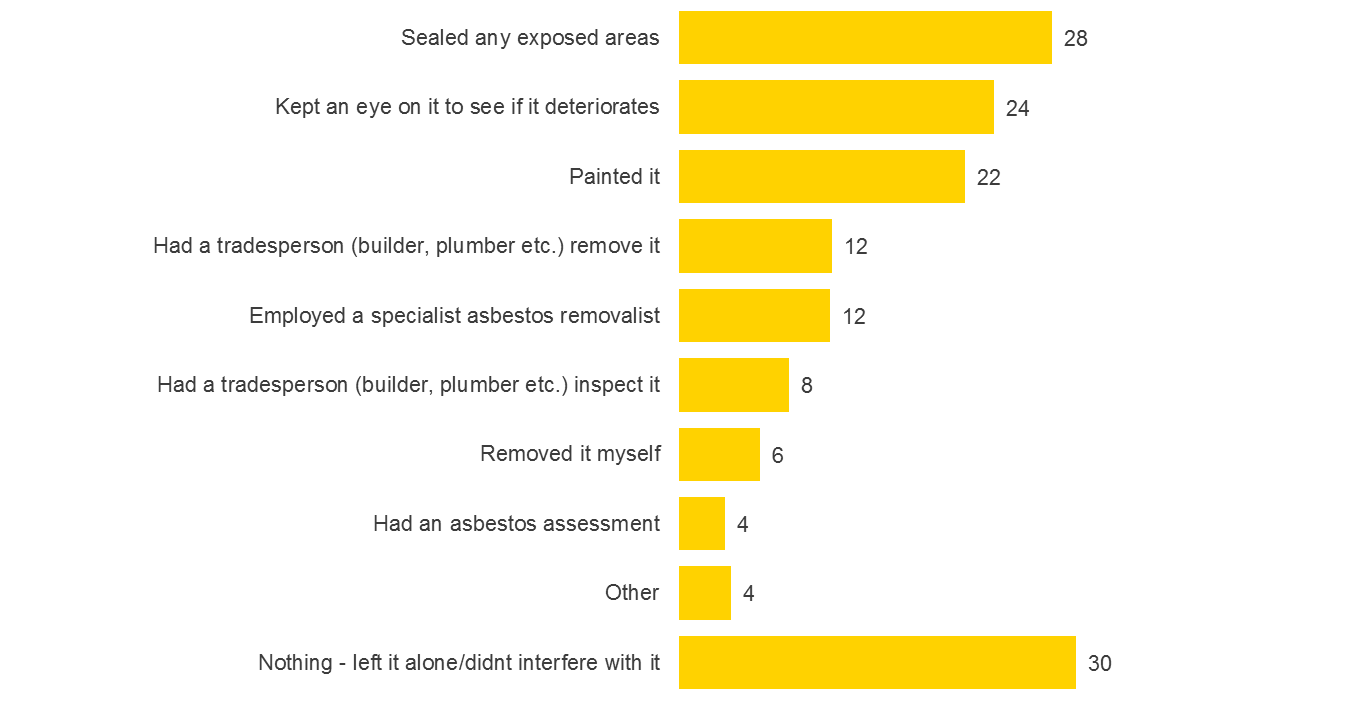 Sealed any exposed areas 28
Kept an eye on it to see if it deteriorates 24
Painted it 22
Had a tradesperson (builder, plumber etc.) remove it 12
Employed a specialist asbestos removalist 12
Had a tradesperson (builder, plumber etc.) inspect it 8
Removed it myself 6
Had an asbestos assessment 4
Other 4
Nothing - left it alone/didnt interfere with it 30